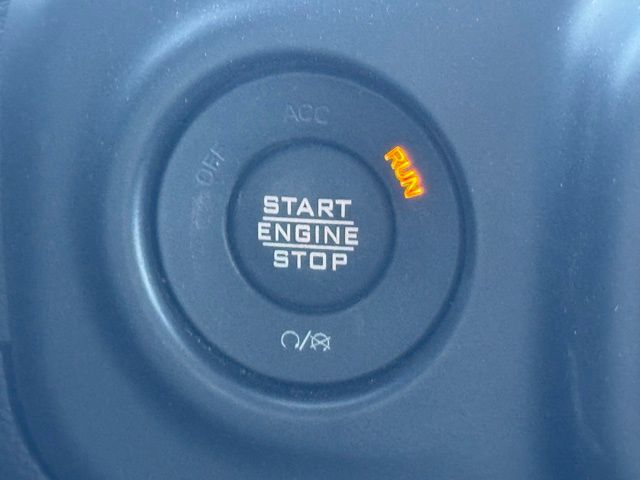 ACC
OFF
RUN
START
ENGINE
STOP